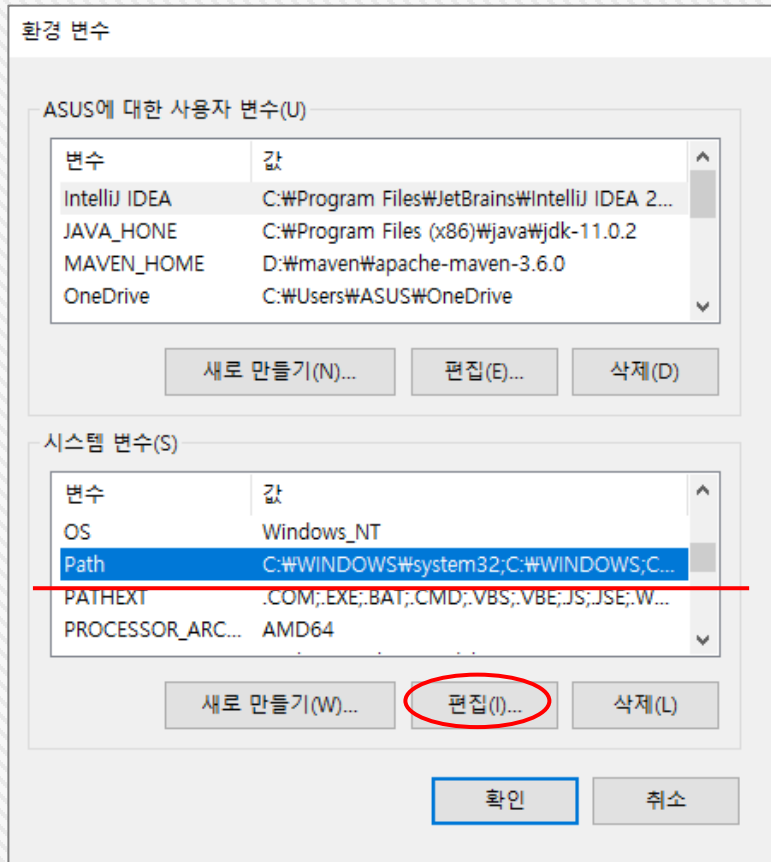 환경 변수
ASUS에 대한 사용자 변수(U)
변수 값
IntelliJ IDEA C:₩Program Files₩JetBrains₩IntelliJ IDEA 2...
JAVA_HONE C:₩Program Files (x86)₩java₩jdk-11.0.2
MAVEN_HOME D:₩maven₩apache-maven-3.6.0
OneDrive C:₩Users₩ASUS₩OneDrive
새로 만들기(N)... 편집(E)... 삭제(D)
시스템 변수(S)
변수 값
OS Windows_NT
Path C:₩WINDOWS₩system32;C:₩WINDOWS;C...
PATHEXT .COM;.EXE;.BAT;.CMD;.VBS;.VBE;.JS;.JSE;.W...
PROCESSOR_ARC... AMD64
새로 만들기(W)... 편집(I)... 삭제(L)
확인 취소